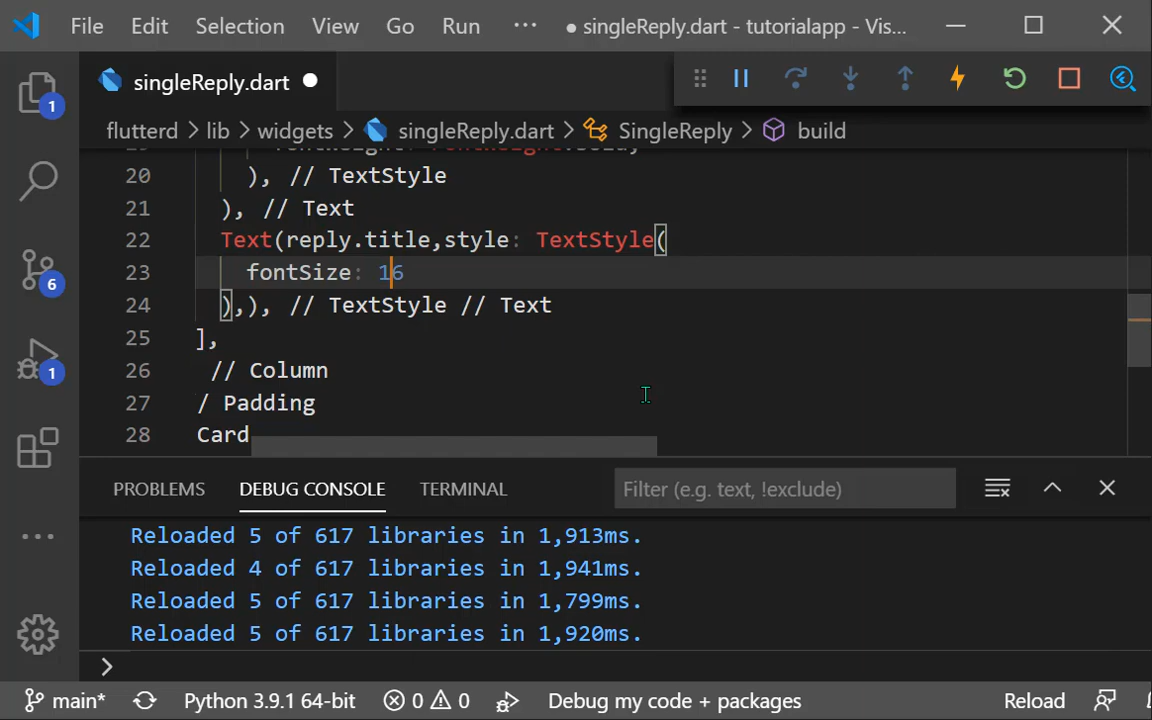 File Edit Selection View Go Run ··· ● singleReply.dart - tutorialapp - Vis...
singleReply.dart ●
flutterd > lib > widgets > singleReply.dart > SingleReply > build
20 ), // TextStyle
21 ), // Text
22 Text(reply.title,style: TextStyle(
23 fontSize: 16
24 ),), // TextStyle // Text
25 ],
26 // Column
27 / Padding
28 Card
1
6
1
PROBLEMS DEBUG CONSOLE TERMINAL Filter (e.g. text, !exclude)
Reloaded 5 of 617 libraries in 1,913ms.
Reloaded 4 of 617 libraries in 1,941ms.
Reloaded 5 of 617 libraries in 1,799ms.
Reloaded 5 of 617 libraries in 1,920ms.
>
main* Python 3.9.1 64-bit 0 0 Debug my code + packages Reload